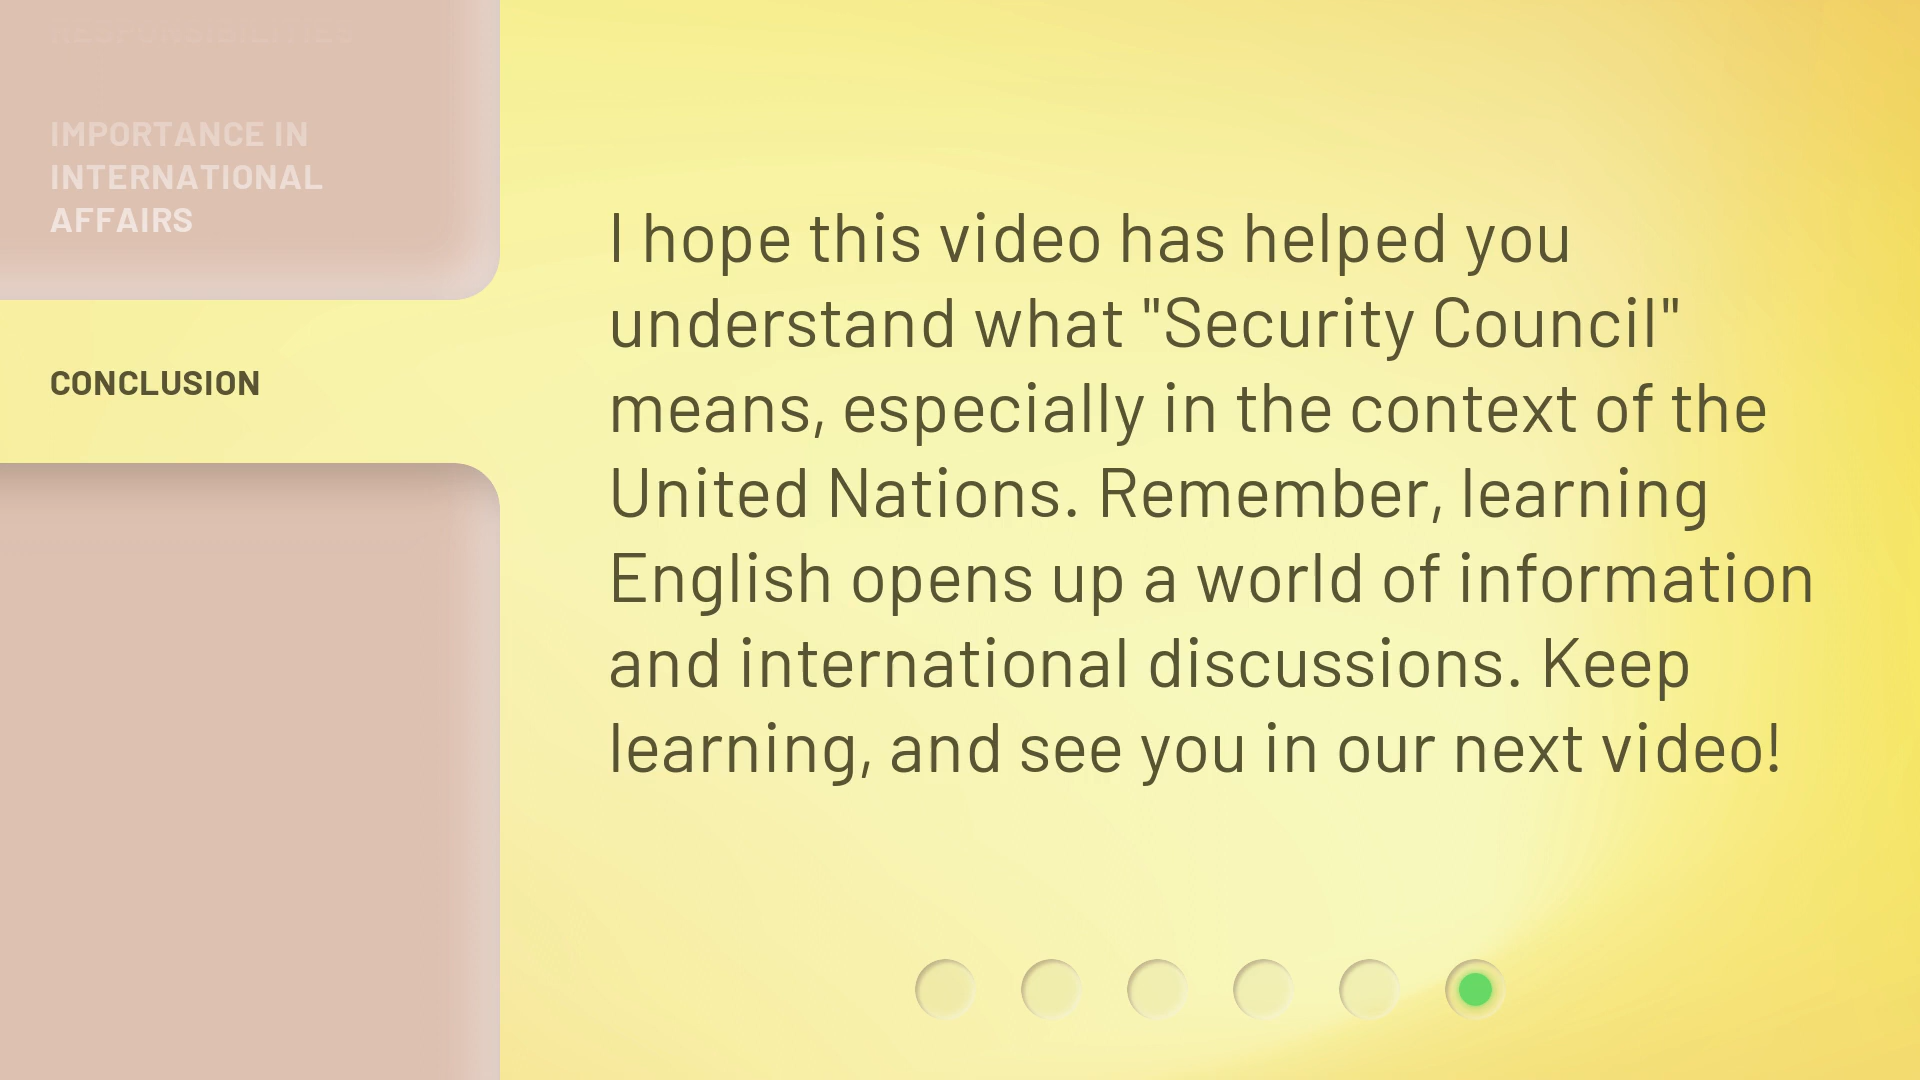 RESPONSIBILITIES
IMPORTANCE IN
INTERNATIONAL
AFFAIRS
CONCLUSION
I hope this video has helped you
understand what "Security Council"
means, especially in the context of the
United Nations. Remember, learning
English opens up a world of information
and international discussions. Keep
learning, and see you in our next video!